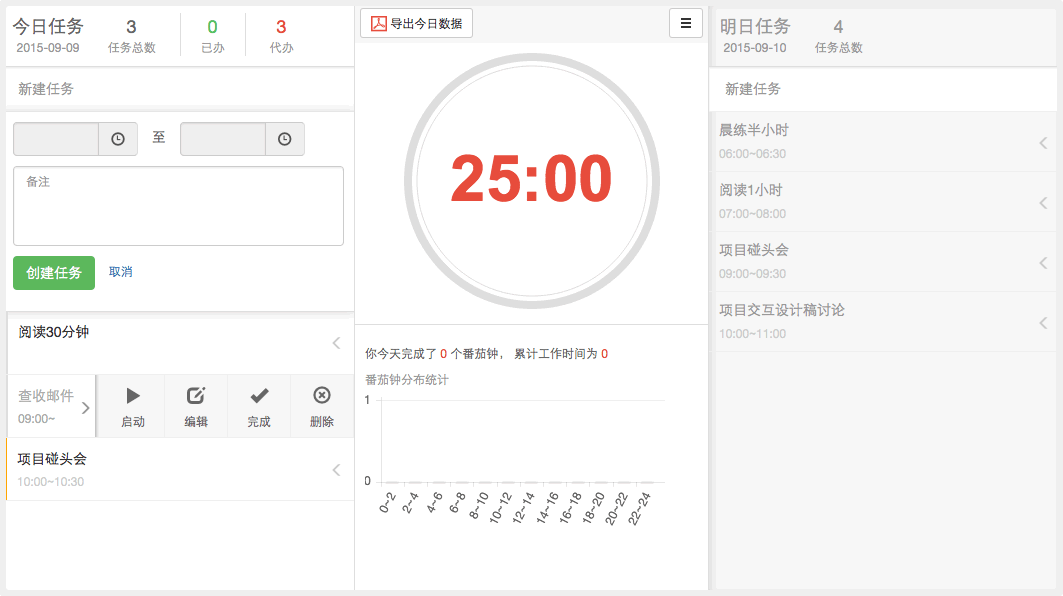 今日任务
2015-09-09
3
任务总数
0
已办
3
代办
新建任务
至
备注
创建任务 取消
阅读30分钟
查收邮件
09:00~
启动 编辑 完成 删除
项目碰头会
10:00~10:30
导出今日数据
25:00
你今天完成了 0 个番茄钟， 累计工作时间为 0
番茄钟分布统计
1
0
0~2 2~4 4~6 6~8 8~10 10~12 12~14 14~16 16~18 18~20 20~22 22~24
明日任务
2015-09-10
4
任务总数
新建任务
晨练半小时
06:00~06:30
阅读1小时
07:00~08:00
项目碰头会
09:00~09:30
项目交互设计稿讨论
10:00~11:00